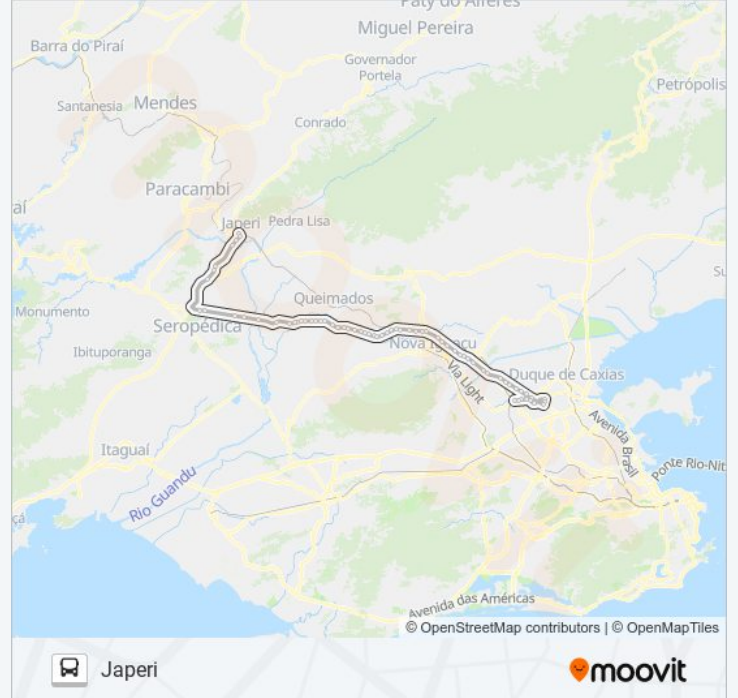 Paty do Alferes
Miguel Pereira
Barra do Piraí
Governador
Portela
Petrópolis
Santanesia
Mendes
Conrado
Paracambi
aí
Japeri
Pedra Lisa
Su
Queimados
Monumento
Seropédica
Nova Iguaçu
Ibituporanga
Duque de Caxias
Via Light
Avenida Brasil
Itaguaí
Ponte Rio-Nit
Rio Guandu
çá
Avenida das Américas
© OpenStreetMap contributors | © OpenMapTiles
Japeri
moovit